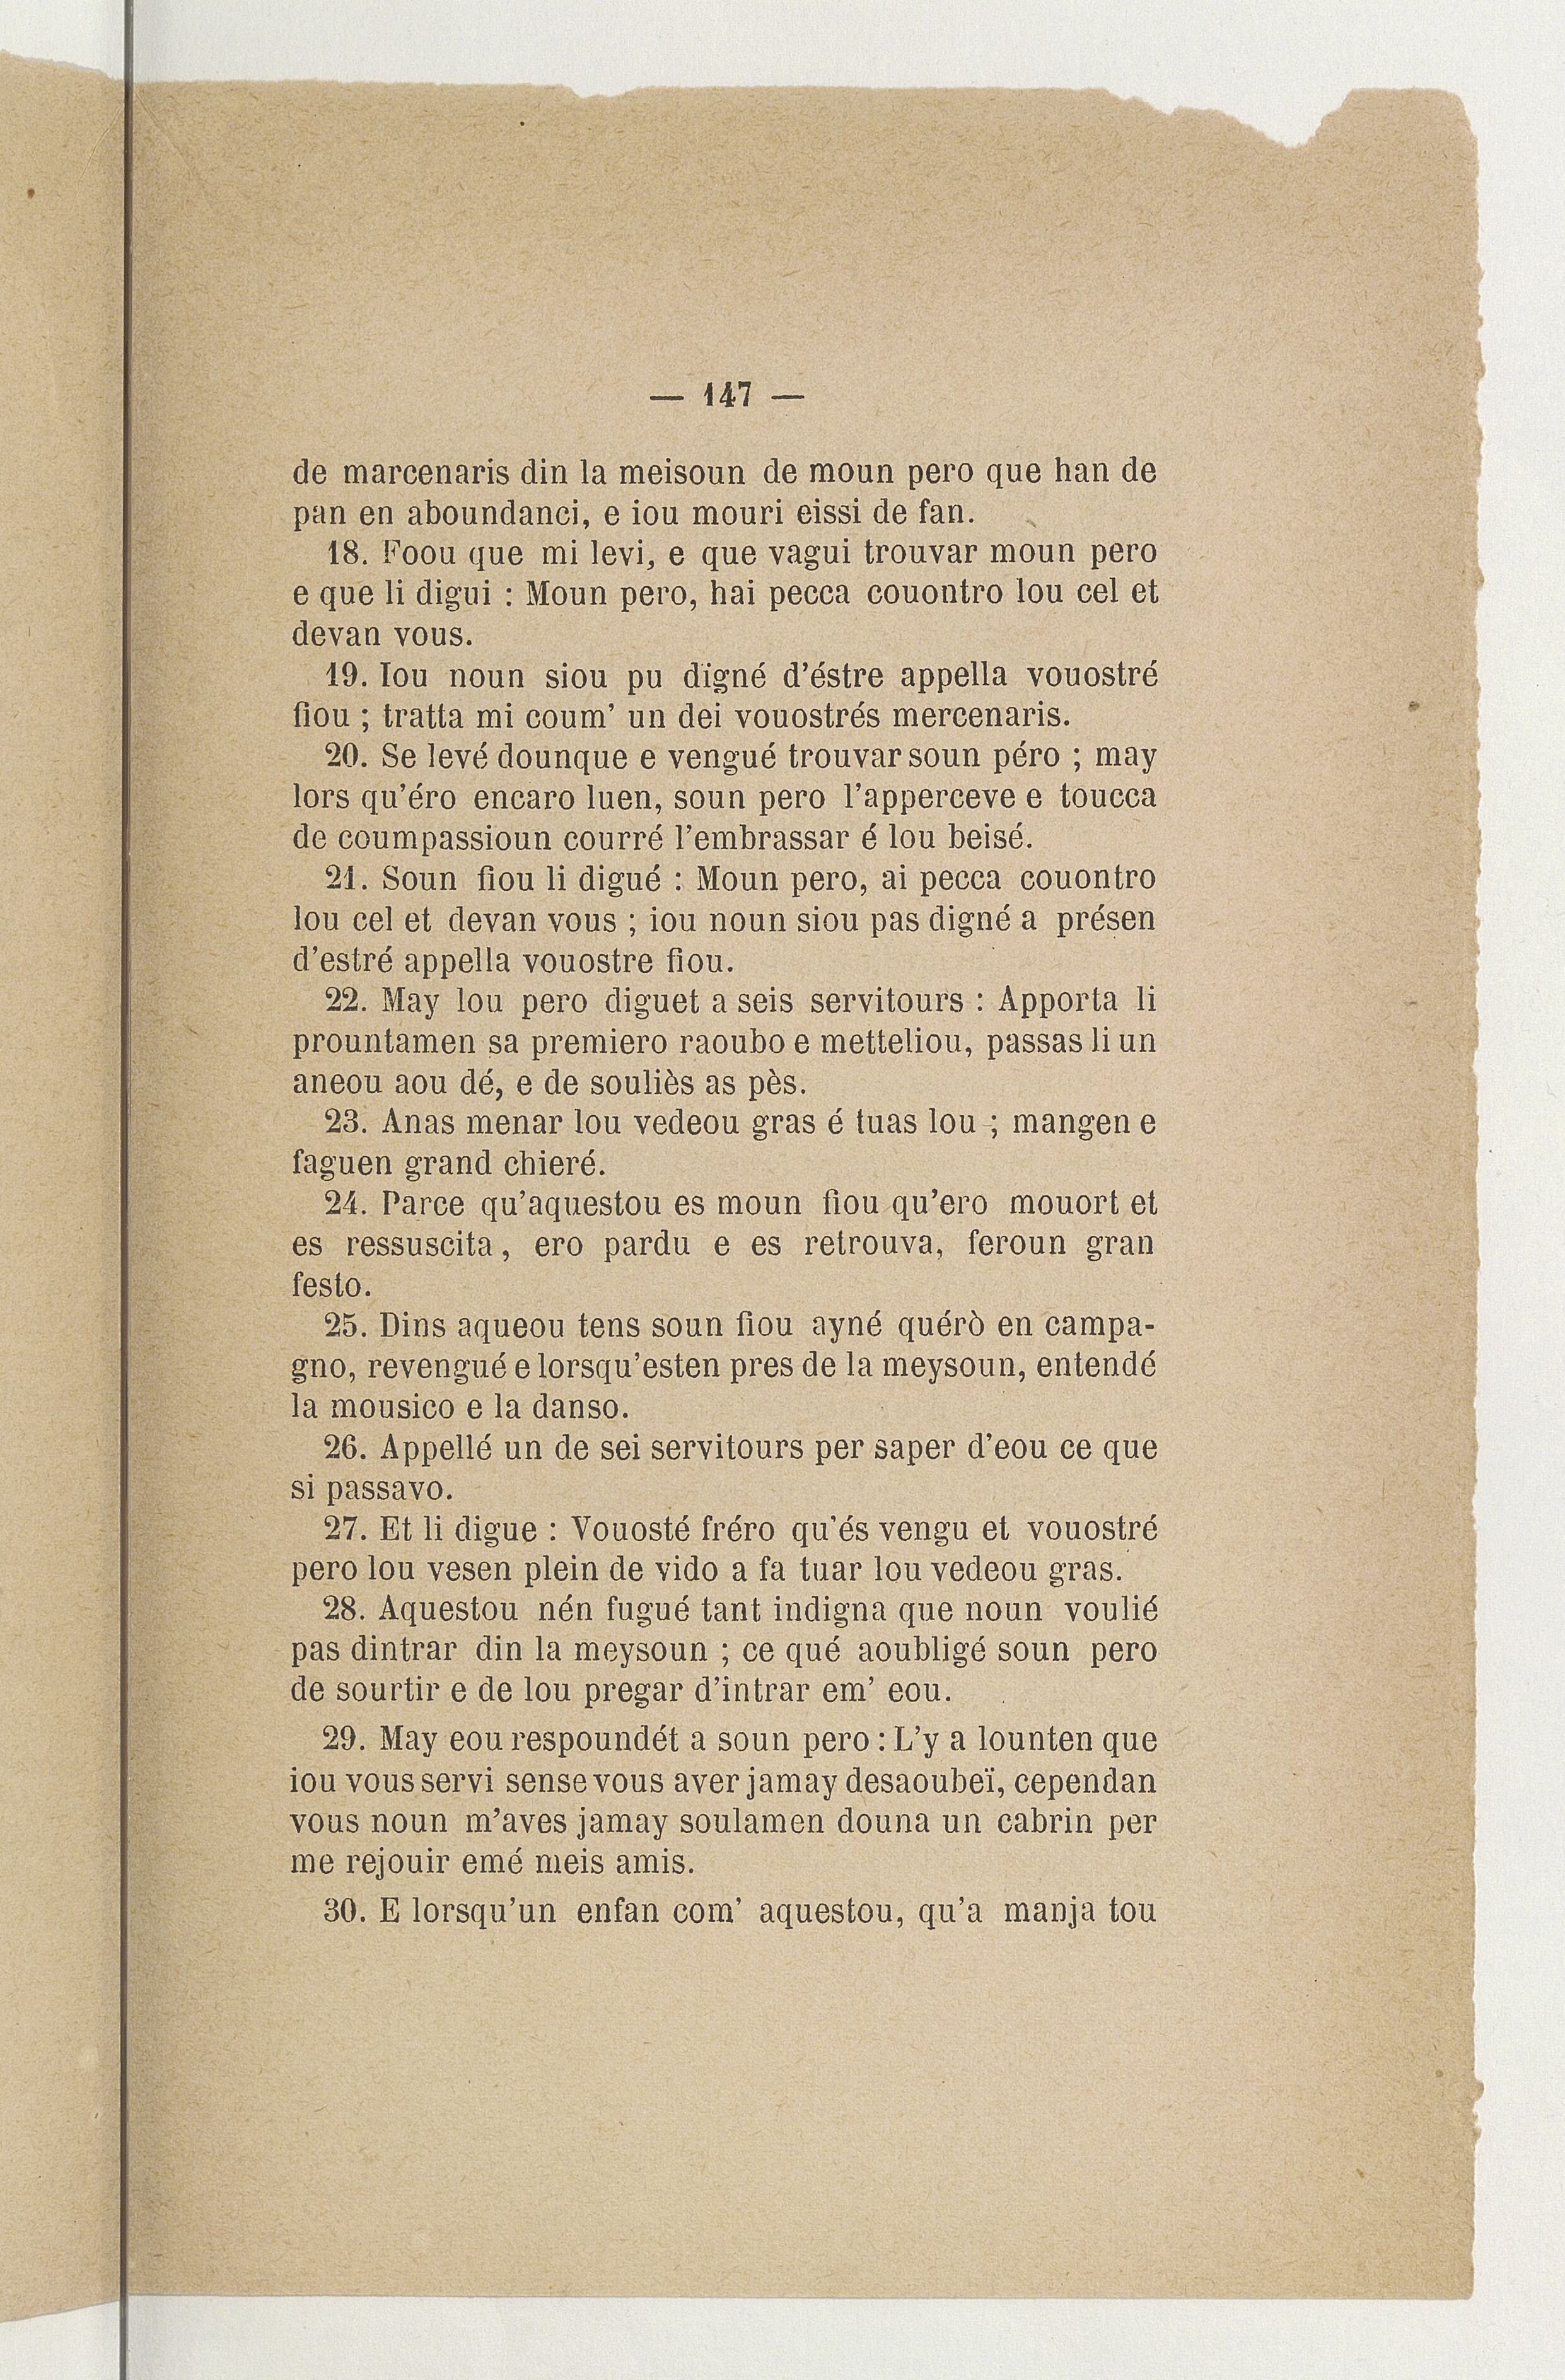 — 147 —
de marcenaris din la meisoun de moun pero que han de
pan en aboundanci, e iou mouri eissi de fan.
18. Foou que mi levi, e que vagui trouvar moun pero
e que li digui : Moun pero, hai pecca couontro lou cel et
devan vous.
19. Iou noun siou pu digné d'éstre appella vouostré
fiou ; tratta mi coum' un dei vouostrés mercenaris.
20. Se levé dounque e vengué trouvar soun péro ; may
lors qu'éro encaro luen, soun pero l'apperceve e toucca
de coumpassioun courré l'embrassar é lou beisé.
21. Soun fiou li digué : Moun pero, ai pecca couontro
lou cel et devan vous ; iou noun siou pas digné a présen
d'estré appella vouostre fiou.
22. May lou pero diguet a seis servitours : Apporta li
prountamen sa premiero raoubo e metteliou, passas li un
aneou aou dé, e de souliès as pès.
23. Anas menar lou vedeou gras é tuas lou ; mangen e
faguen grand chieré.
24. Parce qu'aquestou es moun fiou qu'ero mouort et
es ressuscita, ero pardu e es retrouva, feroun gran
festo.
25. Dins aqueou tens soun fiou ayné quérò en campa-
gno, revengué e lorsqu'esten pres de la meysoun, entendé
la mousico e la danso.
26. Appellé un de sei servitours per saper d'eou ce que
si passavo.
27. Et li digue : Vouosté fréro qu'és vengu et vouostré
pero lou vesen plein de vido a fa tuar lou vedeou gras.
28. Aquestou nén fugué tant indigna que noun voulié
pas dintrar din la meysoun ; ce qué aoubligé soun pero
de sourtir e de lou pregar d'intrar em' eou.
29. May eou respoundét a soun pero : L'y a lounten que
iou vous servi sense vous aver jamay desaoubeï, cependan
vous noun m'aves jamay soulamen douna un cabrin per
me rejouir emé meis amis.
30. E lorsqu'un enfan com' aquestou, qu'a manja tou